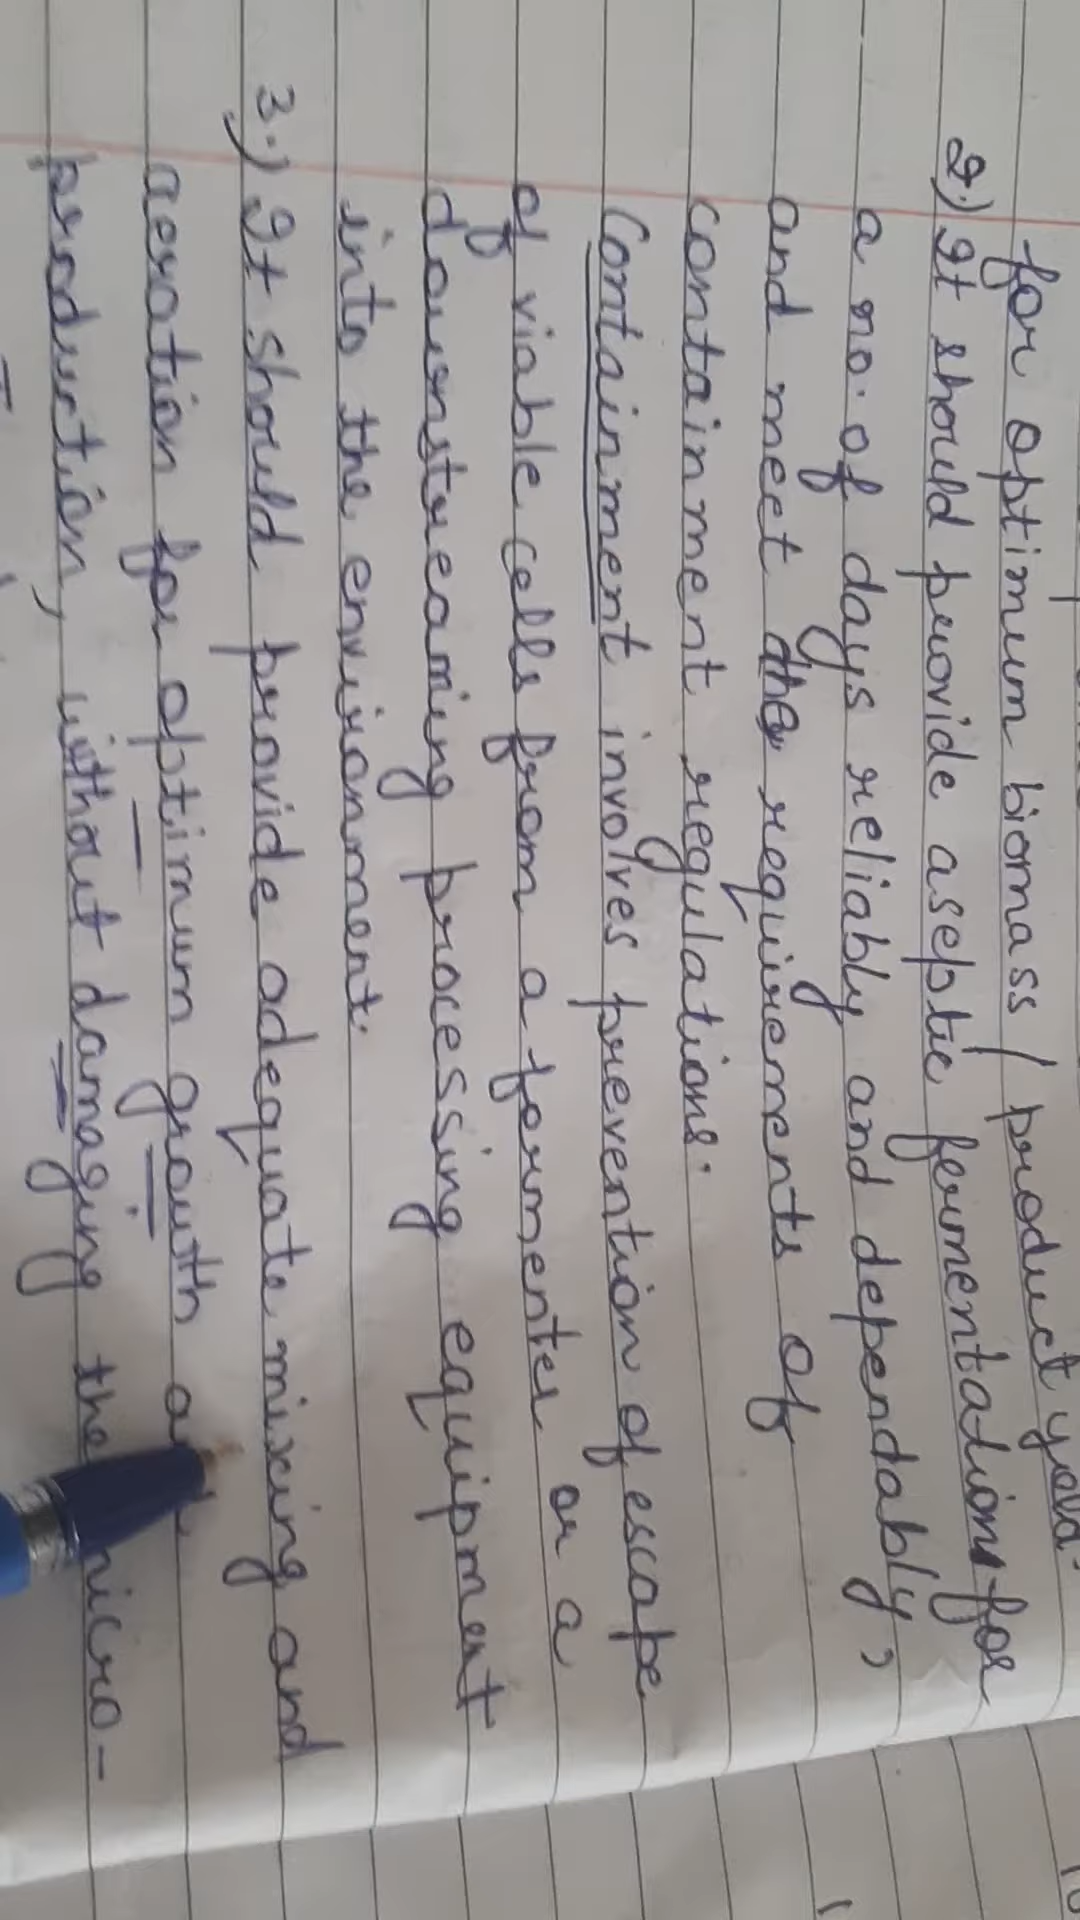 for optimum biomass / product yield.
2.) It should provide aseptic fermentations for
a no. of days reliably and dependably,
and meet the requirements of
containment regulations.
Containment involves prevention of escape
of viable cells from a fermenter or a
downstreaming processing equipment
into the environment.
3.) It should provide adequate mixing and
aeration for optimum growth
production, without damaging the micro-